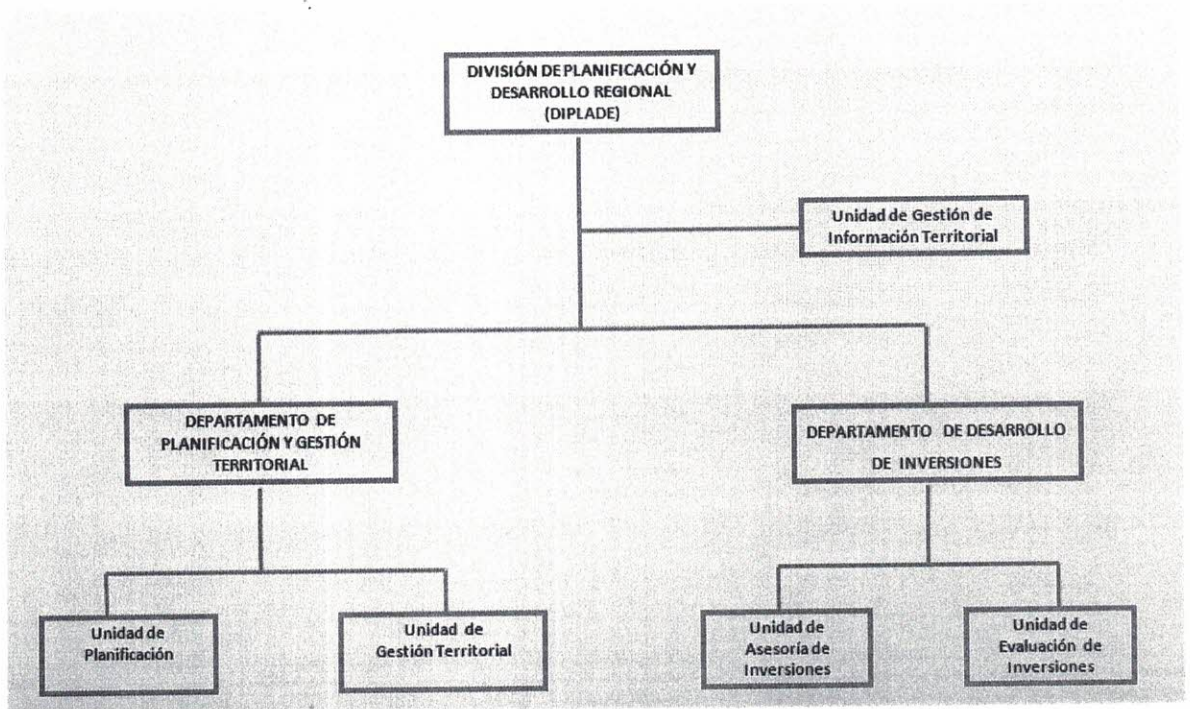 DIVISIÓN DE PLANIFICACIÓN Y
DESARROLLO REGIONAL
(DIPLADE)
Unidad de Gestión de
Información Territorial
DEPARTAMENTO DE
PLANIFICACIÓN Y GESTIÓN
TERRITORIAL
DEPARTAMENTO DE DESARROLLO
DE INVERSIONES
Unidad de
Planificación
Unidad de
Gestión Territorial
Unidad de
Asesoría de
Inversiones
Unidad de
Evaluación de
Inversiones